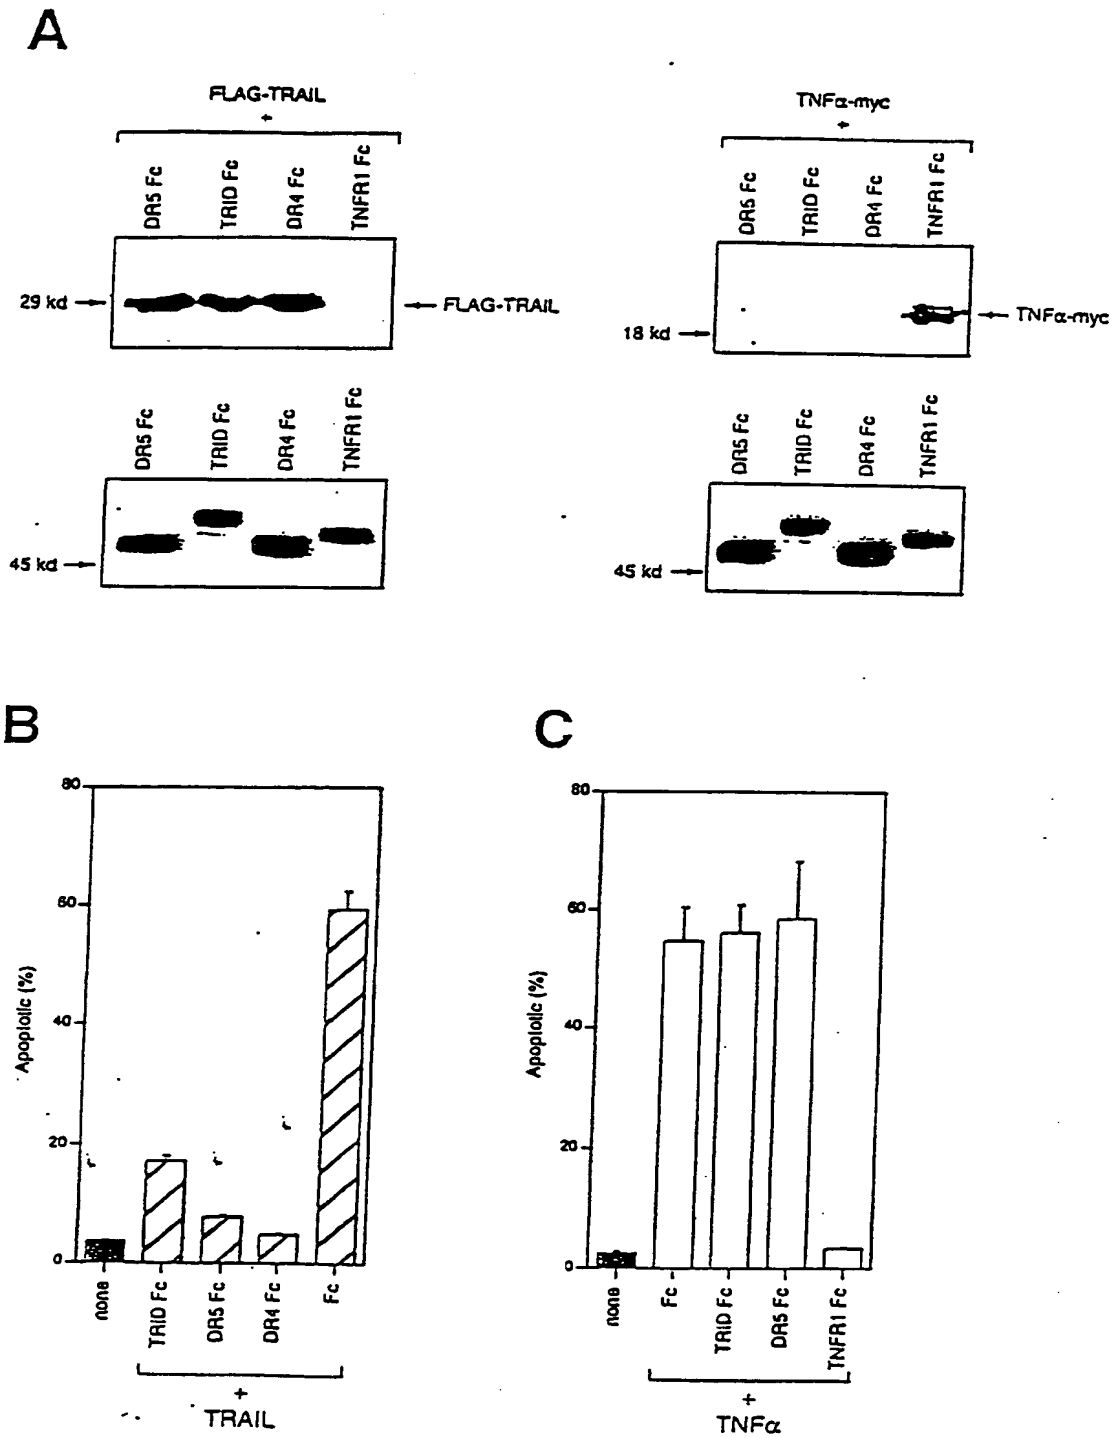 A
FLAG-TRAIL
+
DR5 Fc
TRID Fc
DR4 Fc
TNFR1 Fc
29 kd
FLAG-TRAIL
DR5 Fc
TRID Fc
DR4 Fc
TNFR1 Fc
45 kd
TNFα-myc
+
DR5 Fc
TRID Fc
DR4 Fc
TNFR1 Fc
18 kd
TNFα-myc
DR5 Fc
TRID Fc
DR4 Fc
TNFR1 Fc
45 kd
B
Apoptotic (%)
80
60
40
20
0
none
TRID Fc
DR5 Fc
DR4 Fc
Fc
+
TRAIL
C
Apoptotic (%)
80
60
40
20
0
none
Fc
TRID Fc
DR5 Fc
TNFR1 Fc
+
TNFα